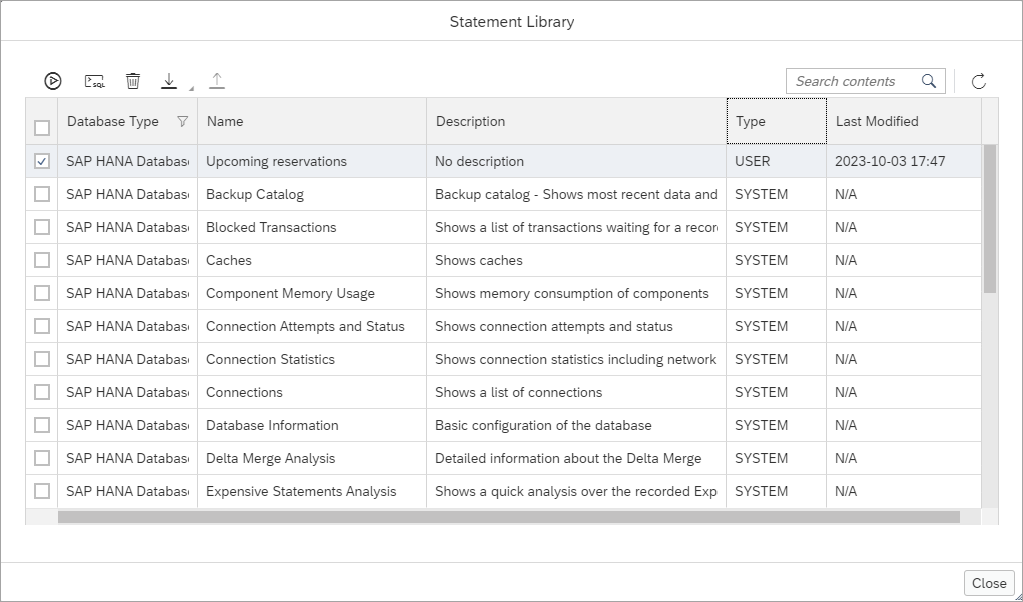 Statement Library
SQL
Search contents
Database Type Name Description Type Last Modified
SAP HANA Databas Upcoming reservations No description USER 2023-10-03 17:47
SAP HANA Databas Backup Catalog Backup catalog - Shows most recent data and SYSTEM N/A
SAP HANA Databas Blocked Transactions Shows a list of transactions waiting for a recor SYSTEM N/A
SAP HANA Databas Caches Shows caches SYSTEM N/A
SAP HANA Databas Component Memory Usage Shows memory consumption of components SYSTEM N/A
SAP HANA Databas Connection Attempts and Status Shows connection attempts and status SYSTEM N/A
SAP HANA Databas Connection Statistics Shows connection statistics including network SYSTEM N/A
SAP HANA Databas Connections Shows a list of connections SYSTEM N/A
SAP HANA Databas Database Information Basic configuration of the database SYSTEM N/A
SAP HANA Databas Delta Merge Analysis Detailed information about the Delta Merge SYSTEM N/A
SAP HANA Databas Expensive Statements Analysis Shows a quick analysis over the recorded Exp SYSTEM N/A
Close